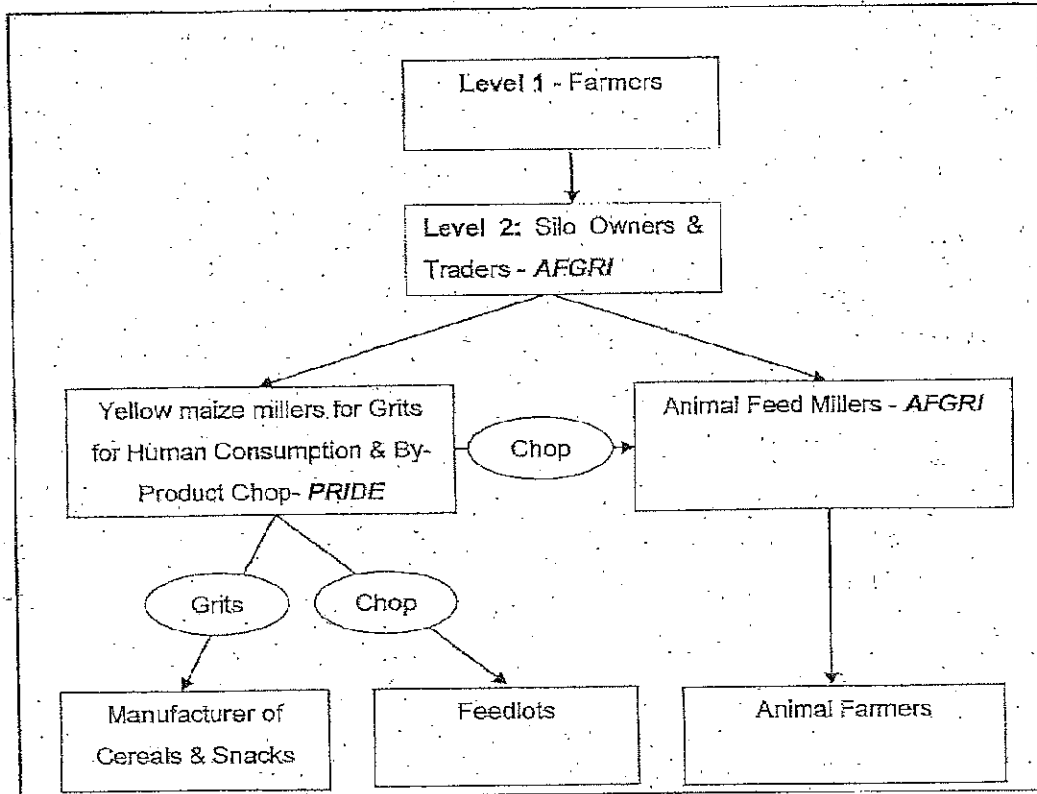 Level 1 - Farmers
Level 2: Silo Owners &
Traders - AFGRI
Yellow maize millers for Grits
for Human Consumption & By-
Product Chop- PRIDE
Chop
Animal Feed Millers - AFGRI
Grits
Chop
Manufacturer of
Cereals & Snacks
Feedlots
Animal Farmers